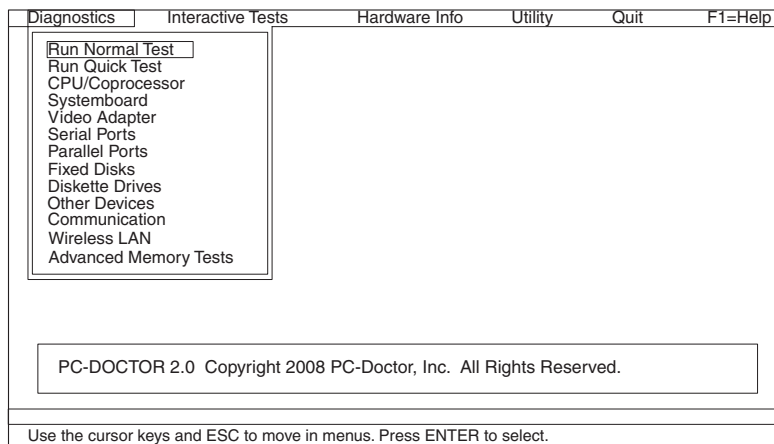 Diagnostics Interactive Tests Hardware Info Utility Quit F1=Help
Run Normal Test
Run Quick Test
CPU/Coprocessor
Systemboard
Video Adapter
Serial Ports
Parallel Ports
Fixed Disks
Diskette Drives
Other Devices
Communication
Wireless LAN
Advanced Memory Tests
PC-DOCTOR 2.0 Copyright 2008 PC-Doctor, Inc. All Rights Reserved.
Use the cursor keys and ESC to move in menus. Press ENTER to select.